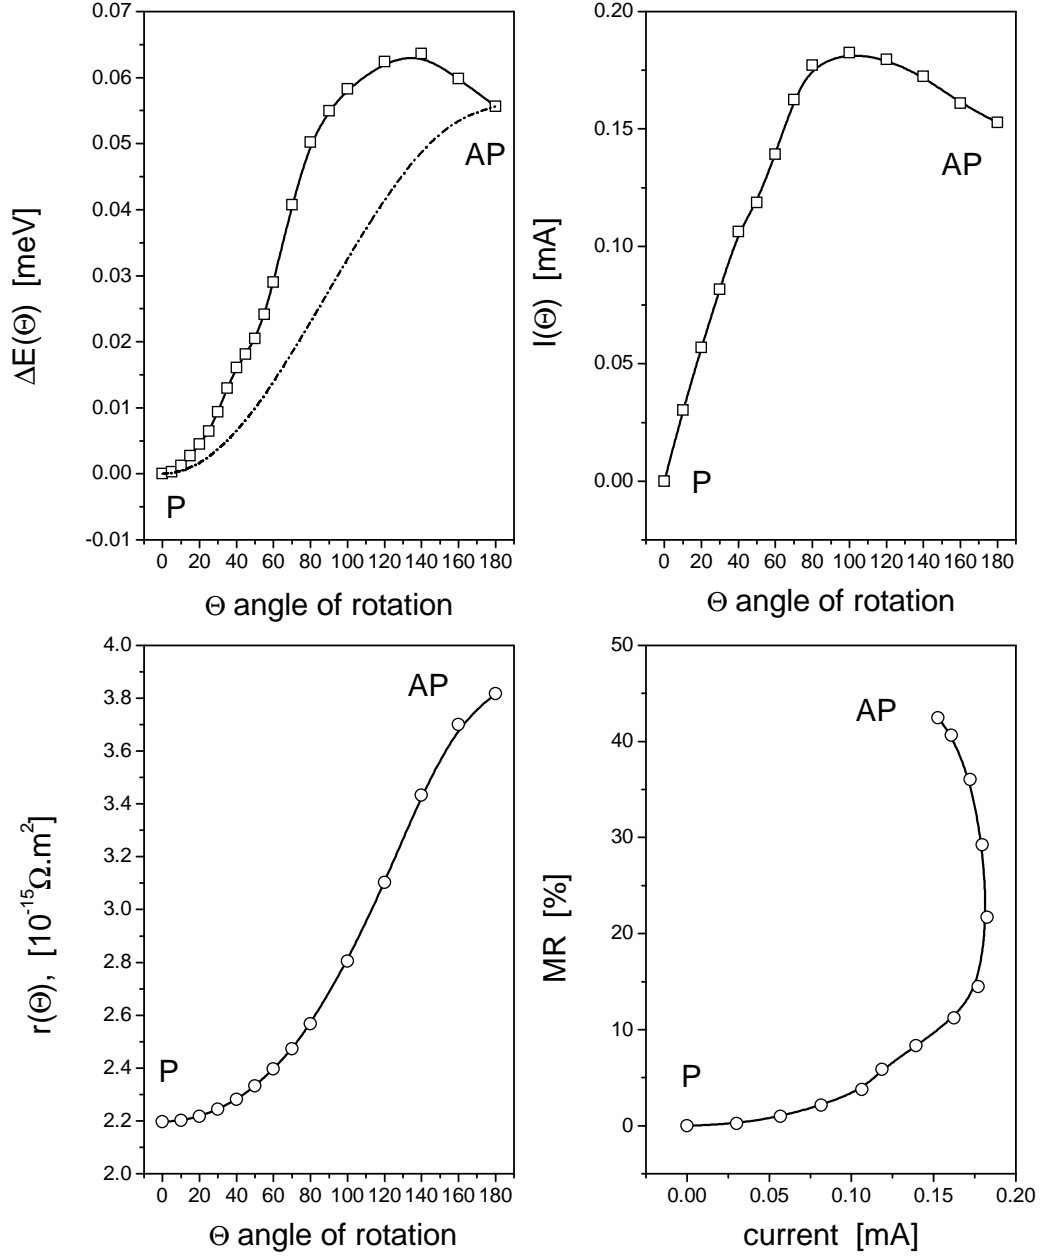 0.07
0.06
0.05
0.04
0.03
0.02
0.01
0.00
-0.01
ΔE(Θ) [meV]
AP
P
0 20 40 60 80 100 120 140 160 180
Θ angle of rotation
0.20
0.15
0.10
0.05
0.00
I(Θ) [mA]
AP
P
0 20 40 60 80 100 120 140 160 180
Θ angle of rotation
4.0
3.8
3.6
3.4
3.2
3.0
2.8
2.6
2.4
2.2
2.0
r(Θ), [10⁻¹⁵Ω.m²]
AP
P
0 20 40 60 80 100 120 140 160 180
Θ angle of rotation
50
40
30
20
10
0
MR [%]
AP
P
0.00 0.05 0.10 0.15 0.20
current [mA]